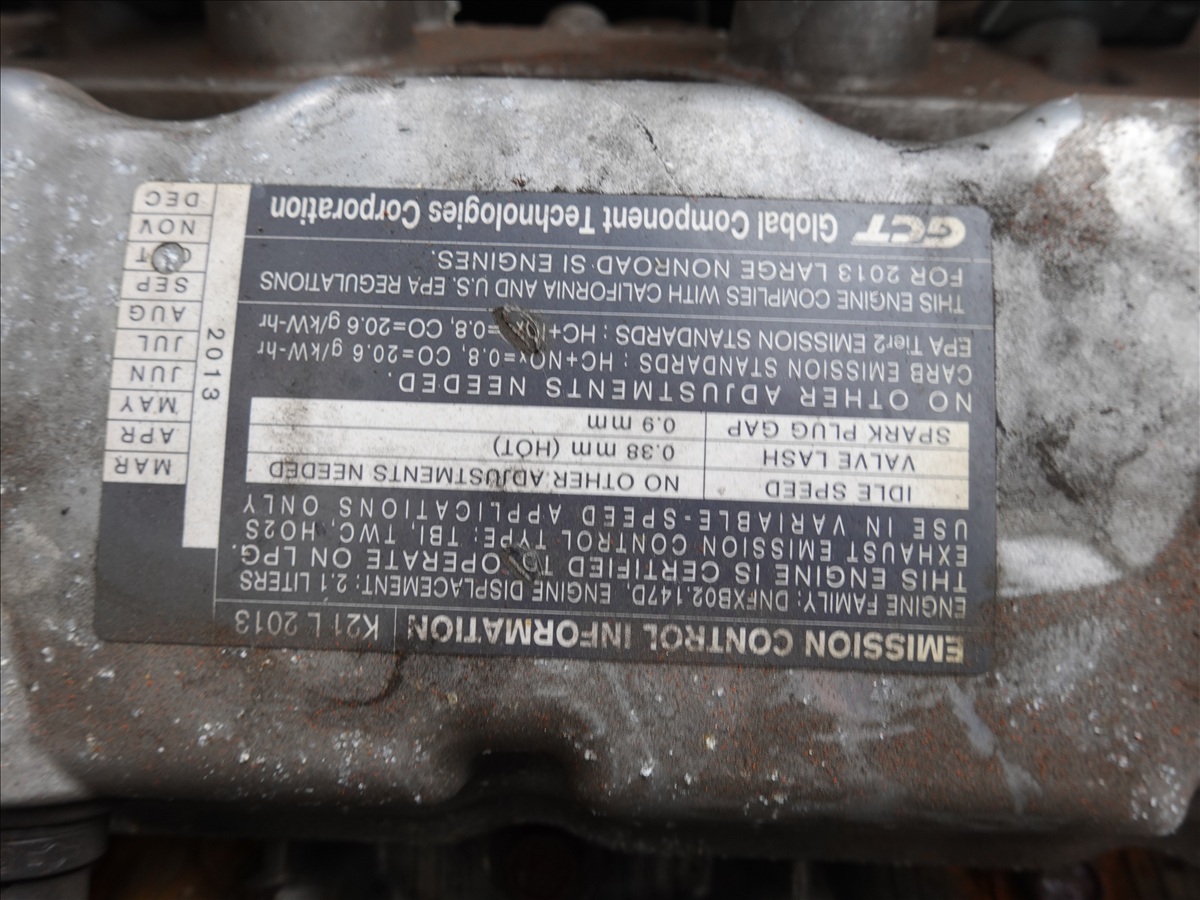 EMISSION CONTROL INFORMATION K21 L 2013
ENGINE FAMILY: DNFXB02.147D. ENGINE DISPLACEMENT: 2.1 LITERS
THIS ENGINE IS CERTIFIED TO OPERATE ON LPG.
EXHAUST EMISSION CONTROL TYPE: TBI, TWC, HO2S
USE IN VARIABLE-SPEED APPLICATIONS ONLY
IDLE SPEED NO OTHER ADJUSTMENTS NEEDED
VALVE LASH 0.38 mm (HOT)
SPARK PLUG GAP 0.9 mm
NO OTHER ADJUSTMENTS NEEDED.
CARB EMISSION STANDARDS : HC+NOx=0.8, CO=20.6 g/kW-hr
EPA Tier2 EMISSION STANDARDS : HC+NOx=0.8, CO=20.6 g/kW-hr
THIS ENGINE COMPLIES WITH CALIFORNIA AND U.S. EPA REGULATIONS
FOR 2013 LARGE NONROAD SI ENGINES.
GCT Global Component Technologies Corporation
2013
MAR
APR
MAY
JUN
JUL
AUG
SEP
NOV
DEC